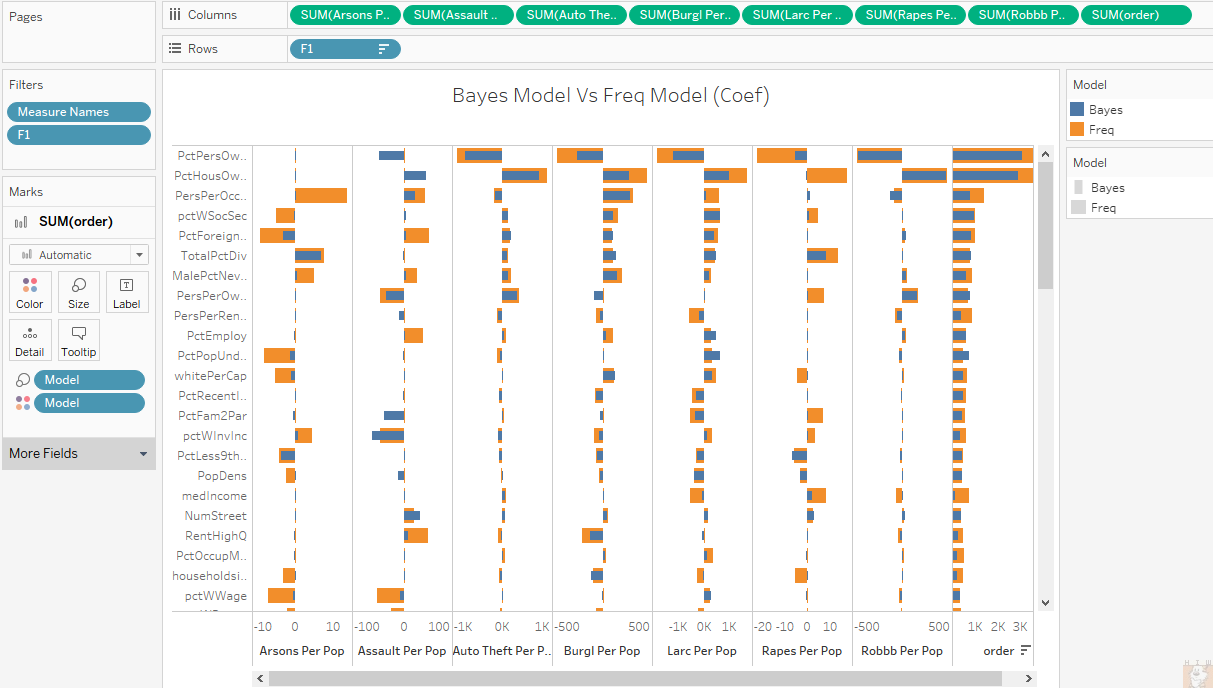 Pages
Columns
SUM(Arsons P.. SUM(Assault .. SUM(Auto The.. SUM(Burgl Per.. SUM(Larc Per .. SUM(Rapes Pe.. SUM(Robbb P.. SUM(order)
Rows
F1
Filters
Measure Names
F1
Marks
SUM(order)
Automatic
Color Size Label
Detail Tooltip
Model
Model
More Fields
Bayes Model Vs Freq Model (Coef)
PctPersOw..
PctHousOw..
PersPerOcc..
pctWSocSec
PctForeign..
TotalPctDiv
MalePctNev..
PersPerOw..
PersPerRen..
PctEmploy
PctPopUnd..
whitePerCap
PctRecentI..
PctFam2Par
pctWInvInc
PctLess9th..
PopDens
medIncome
NumStreet
RentHighQ
PctOccupM..
householdsi..
pctWWage
-10 0 10 -100 0 100 -1K 0K 1K -500 500 -1K 0K 1K -20 -10 0 10 -500 500 1K 2K 3K
Arsons Per Pop Assault Per Pop Auto Theft Per P.. Burgl Per Pop Larc Per Pop Rapes Per Pop Robbb Per Pop order
Model
Bayes
Freq
Model
Bayes
Freq